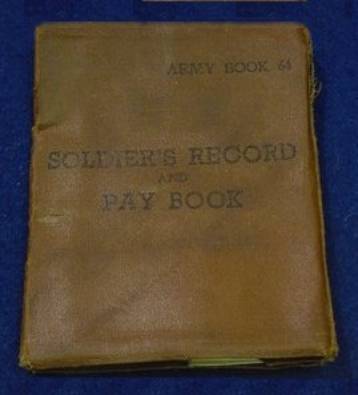 ARMY BOOK 64
SOLDIER'S RECORD
AND
PAY BOOK